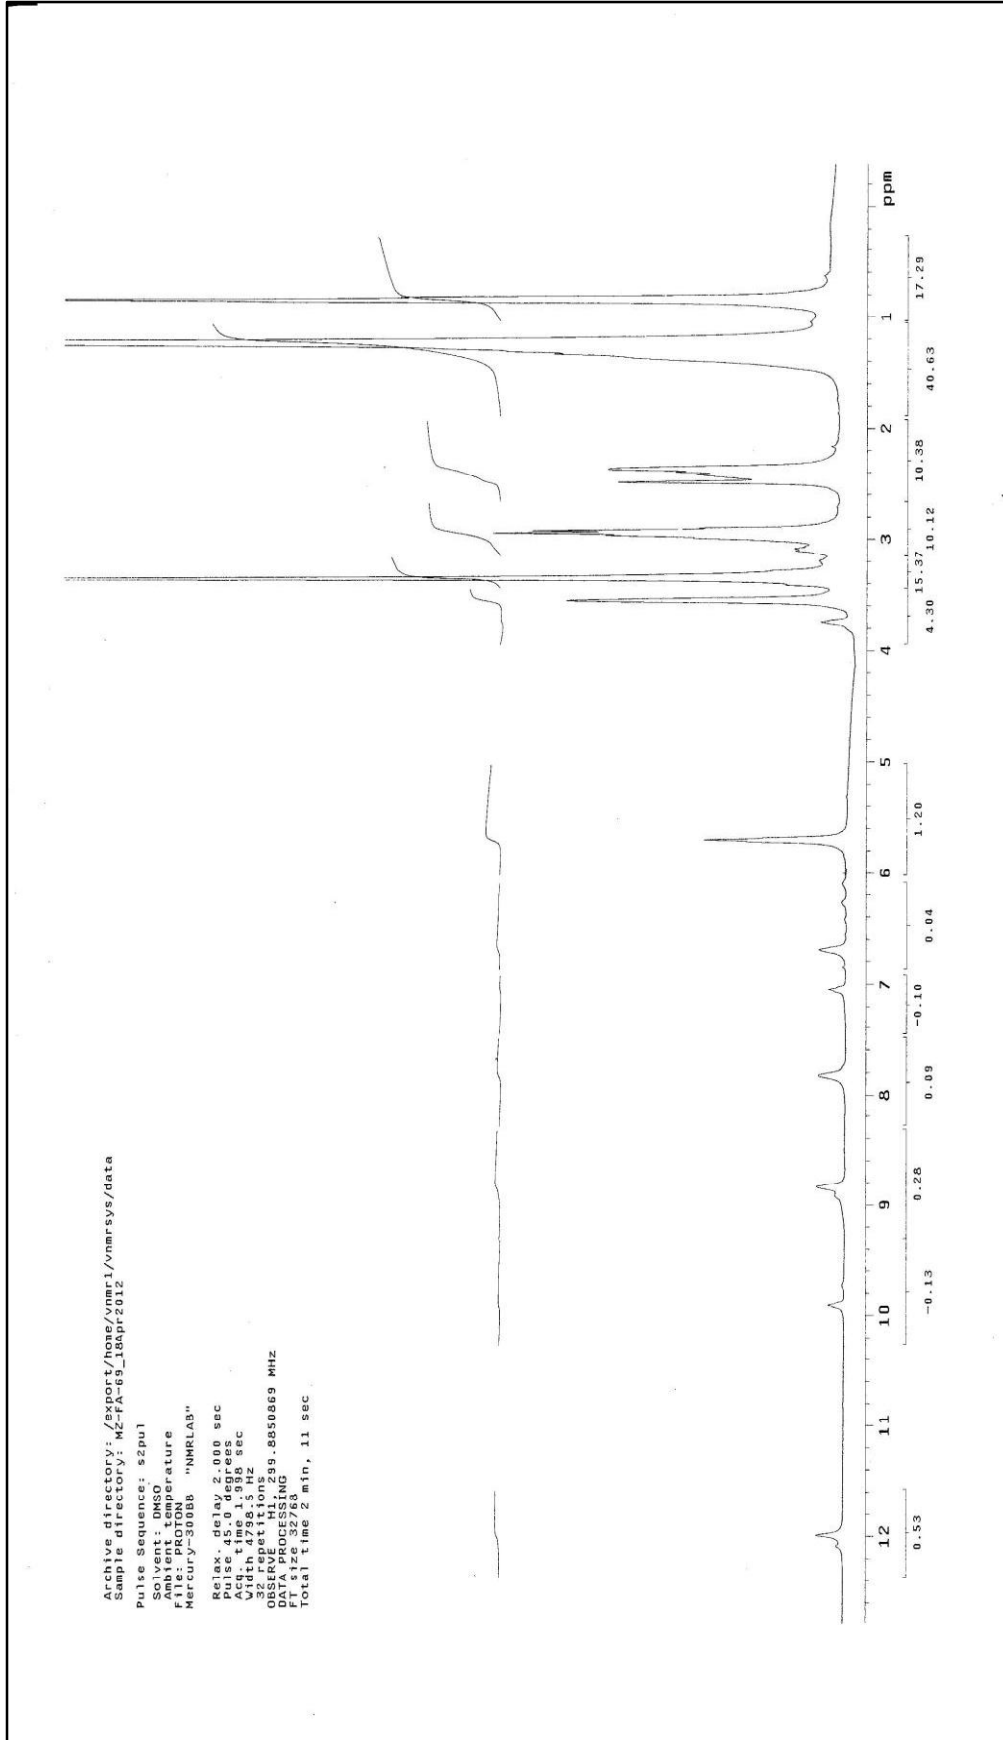 Archive directory: /export/home/vnmr1/vnmrsys/data
Sample directory: MZ-FA-69_18Apr2012
Pulse Sequence: s2pul
Solvent: DMSO
Ambient temperature
File: PROTON
Mercury-300BB "NMRLAB"
Relax. delay 2.000 sec
Pulse 45.0 degrees
Acq. time 1.998 sec
Width 4798.5 Hz
32 repetitions
OBSERVE H1, 299.8850869 MHz
DATA PROCESSING
FT size 32768
Total time 2 min, 11 sec
12 11 10 9 8 7 6 5 4 3 2 1 ppm
0.53 -0.13 0.28 0.09 -0.10 0.04 1.20 4.30 15.37 10.12 10.38 40.63 17.29